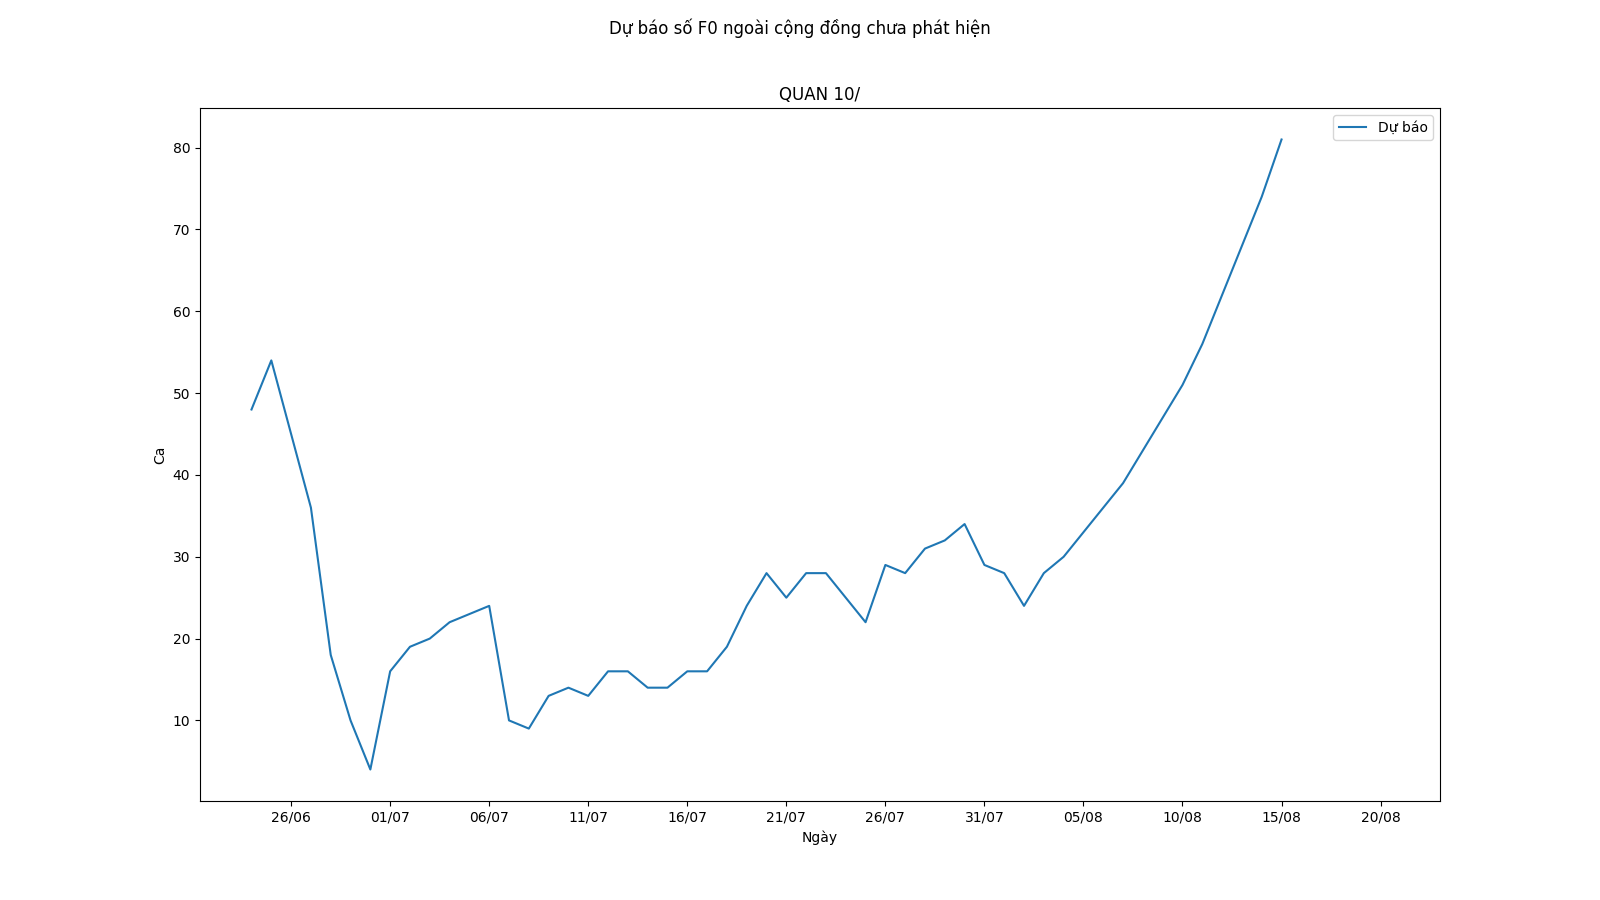 Dự báo số F0 ngoài cộng đồng chưa phát hiện
QUAN 10/
Dự báo
80
70
60
50
40
30
20
10
Ca
26/06 01/07 06/07 11/07 16/07 21/07 26/07 31/07 05/08 10/08 15/08 20/08
Ngày